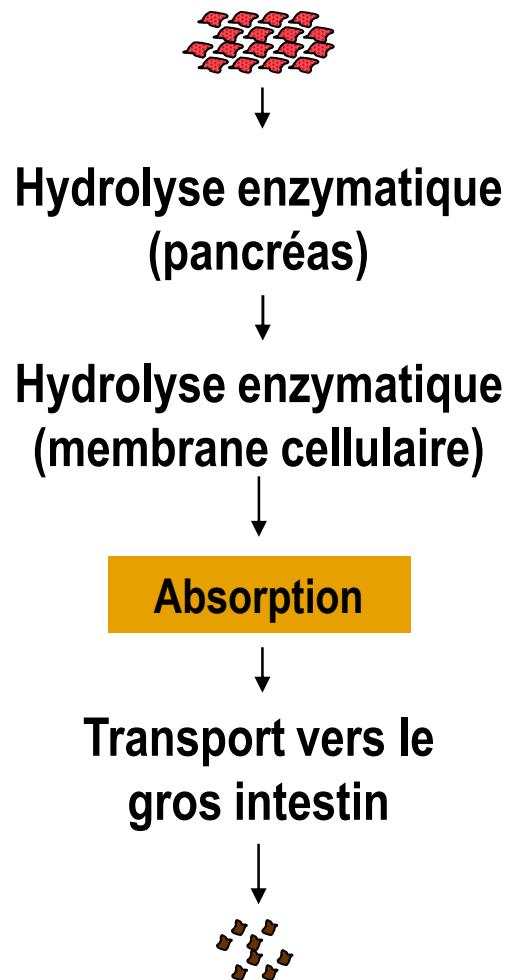 Hydrolyse enzymatique
(pancréas)
Hydrolyse enzymatique
(membrane cellulaire)
Absorption
Transport vers le
gros intestin